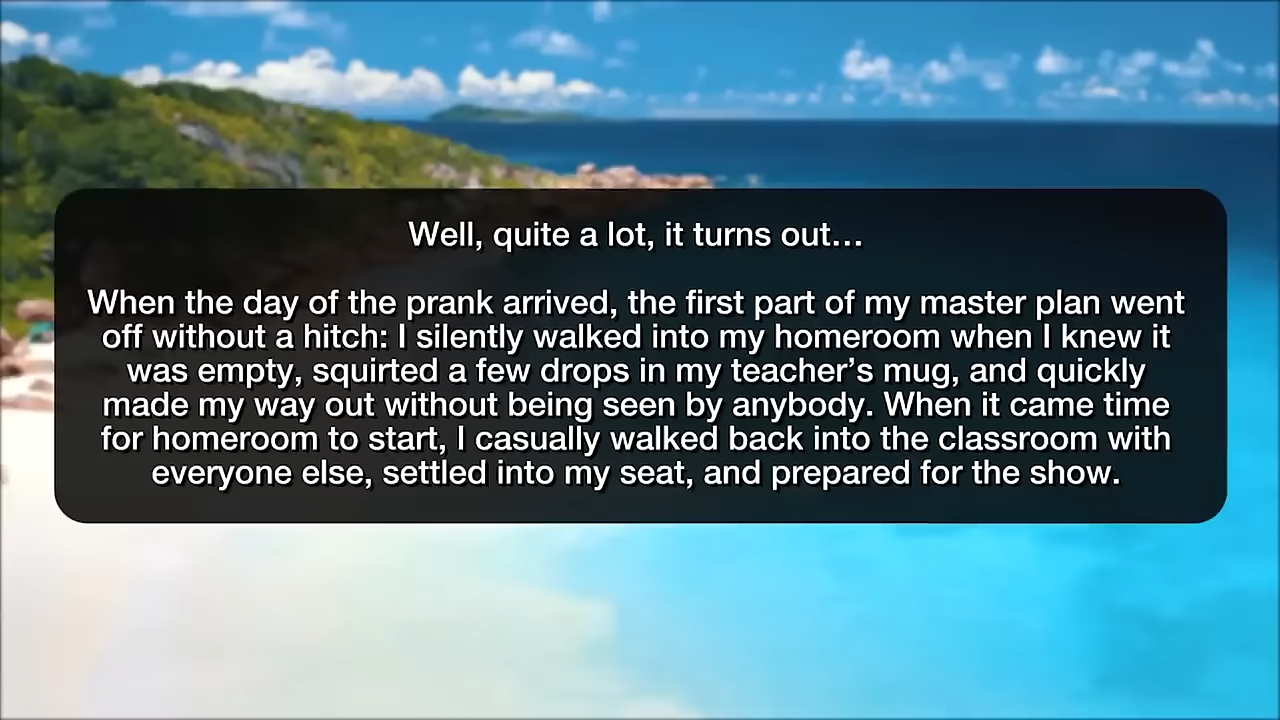 Well, quite a lot, it turns out…
When the day of the prank arrived, the first part of my master plan went
off without a hitch: I silently walked into my homeroom when I knew it
was empty, squirted a few drops in my teacher’s mug, and quickly
made my way out without being seen by anybody. When it came time
for homeroom to start, I casually walked back into the classroom with
everyone else, settled into my seat, and prepared for the show.